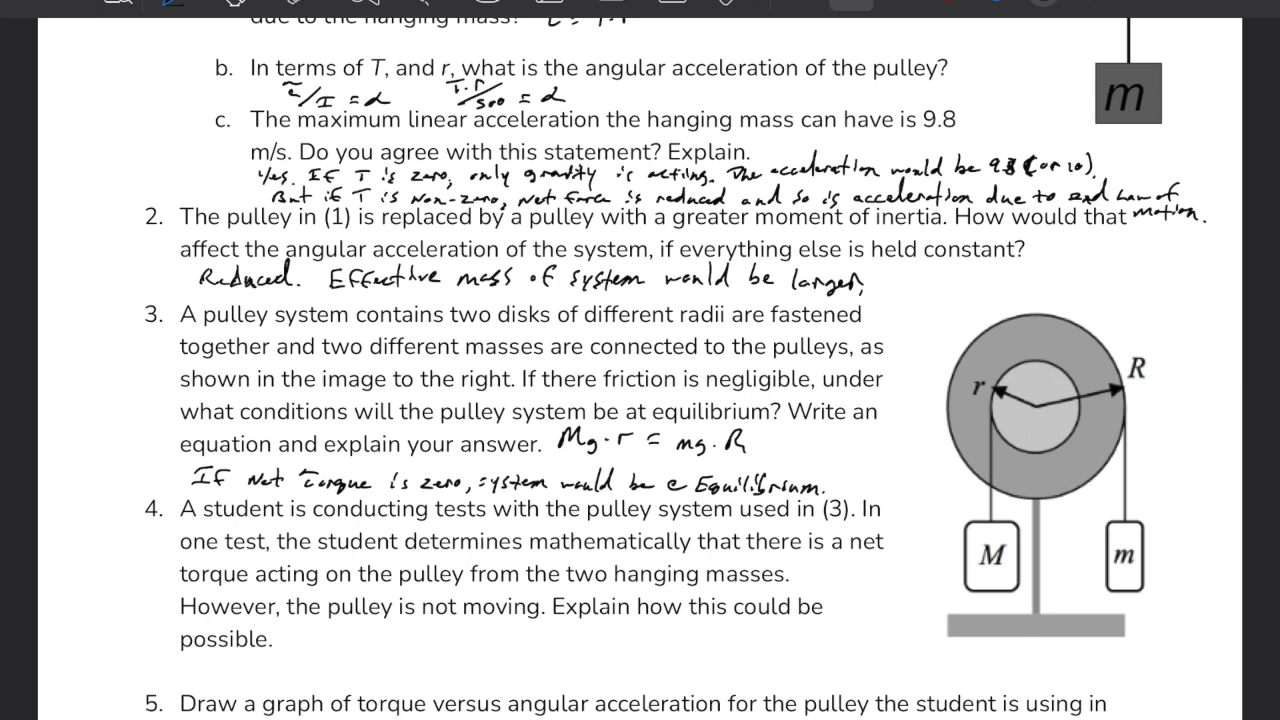 due to the hanging mass? τ = T.r
b. In terms of T, and r, what is the angular acceleration of the pulley?
τ/I = α T.r/500 = α
c. The maximum linear acceleration the hanging mass can have is 9.8
m/s. Do you agree with this statement? Explain.
Yes. If T is zero, only gravity is acting. The acceleration would be 9.8 (or 10).
But if T is non-zero, net force is reduced and so is acceleration due to 2nd Law of
motion.
2. The pulley in (1) is replaced by a pulley with a greater moment of inertia. How would that
affect the angular acceleration of the system, if everything else is held constant?
Reduced. Effective mass of system would be larger,
3. A pulley system contains two disks of different radii are fastened
together and two different masses are connected to the pulleys, as
shown in the image to the right. If there friction is negligible, under
what conditions will the pulley system be at equilibrium? Write an
equation and explain your answer. Mg.r = mg.R
If Net torque is zero, system would be @ Equilibrium.
4. A student is conducting tests with the pulley system used in (3). In
one test, the student determines mathematically that there is a net
torque acting on the pulley from the two hanging masses.
However, the pulley is not moving. Explain how this could be
possible.
5. Draw a graph of torque versus angular acceleration for the pulley the student is using in
m
r
R
M
m